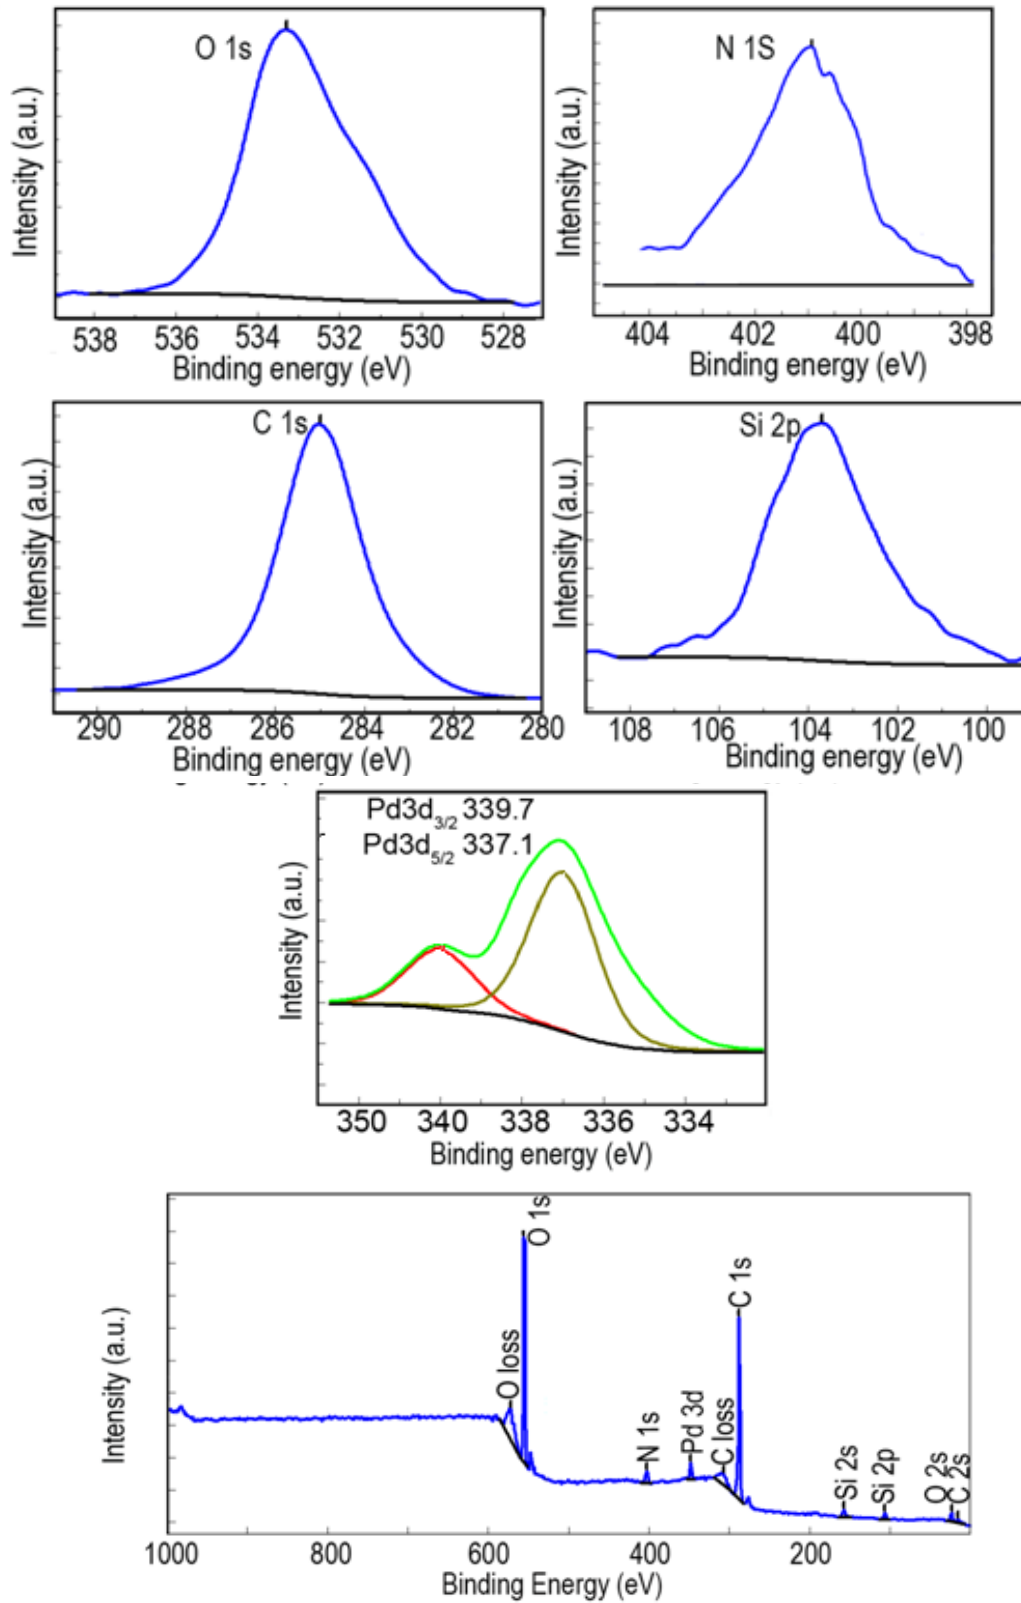 O 1s
Intensity (a.u.)
538 536 534 532 530 528
Binding energy (eV)
N 1S
Intensity (a.u.)
404 402 400 398
Binding energy (eV)
C 1s
Intensity (a.u.)
290 288 286 284 282 280
Binding energy (eV)
Si 2p
Intensity (a.u.)
108 106 104 102 100
Binding energy (eV)
Pd3d3/2 339.7
Pd3d5/2 337.1
Intensity (a.u.)
350 340 338 336 334
Binding energy (eV)
Intensity (a.u.)
O loss
O 1s
N 1s
Pd 3d
C loss
C 1s
Si 2s
Si 2p
O 2s
C 2s
1000 800 600 400 300 200
Binding Energy (eV)